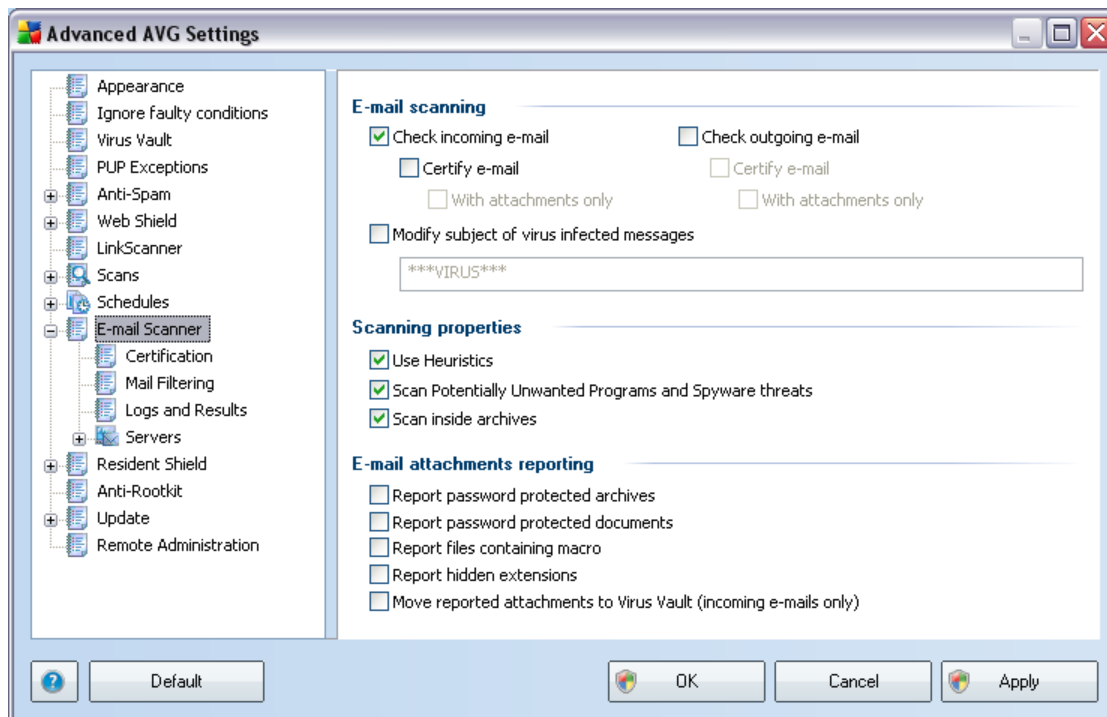 Advanced AVG Settings
Appearance
Ignore faulty conditions
Virus Vault
PUP Exceptions
Anti-Spam
Web Shield
LinkScanner
Scans
Schedules
E-mail Scanner
Certification
Mail Filtering
Logs and Results
Servers
Resident Shield
Anti-Rootkit
Update
Remote Administration
E-mail scanning
Check incoming e-mail Check outgoing e-mail
Certify e-mail Certify e-mail
With attachments only With attachments only
Modify subject of virus infected messages
***VIRUS***
Scanning properties
Use Heuristics
Scan Potentially Unwanted Programs and Spyware threats
Scan inside archives
E-mail attachments reporting
Report password protected archives
Report password protected documents
Report files containing macro
Report hidden extensions
Move reported attachments to Virus Vault (incoming e-mails only)
? Default OK Cancel Apply